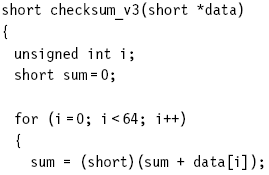 short checksum_v3(short *data)
{
unsigned int i;
short sum=0;
for (i=0; i<64; i++)
{
sum = (short)(sum + data[i]);